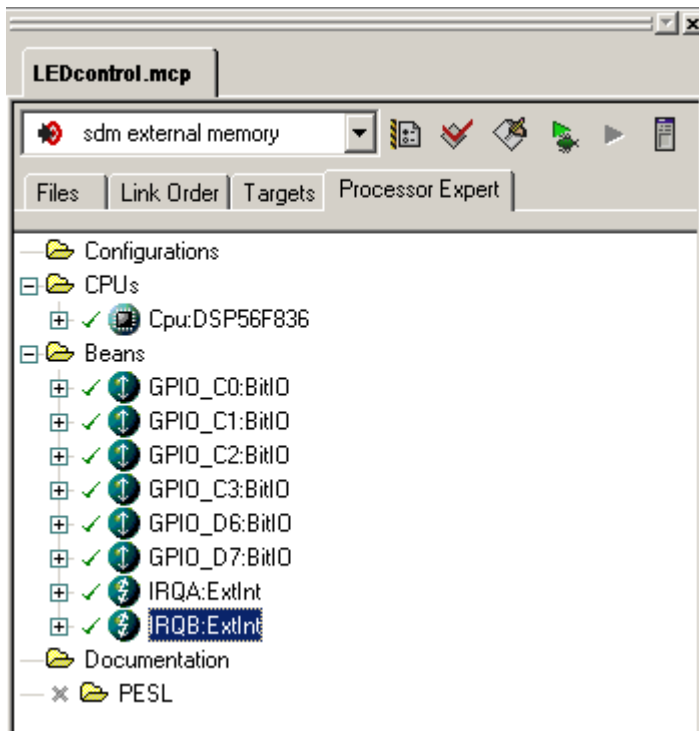 LEDcontrol.mcp
sdm external memory
Files Link Order Targets Processor Expert
Configurations
CPUs
Cpu:DSP56F836
Beans
GPIO_C0:BitIO
GPIO_C1:BitIO
GPIO_C2:BitIO
GPIO_C3:BitIO
GPIO_D6:BitIO
GPIO_D7:BitIO
IRQA:ExtInt
IRQB:ExtInt
Documentation
PESL